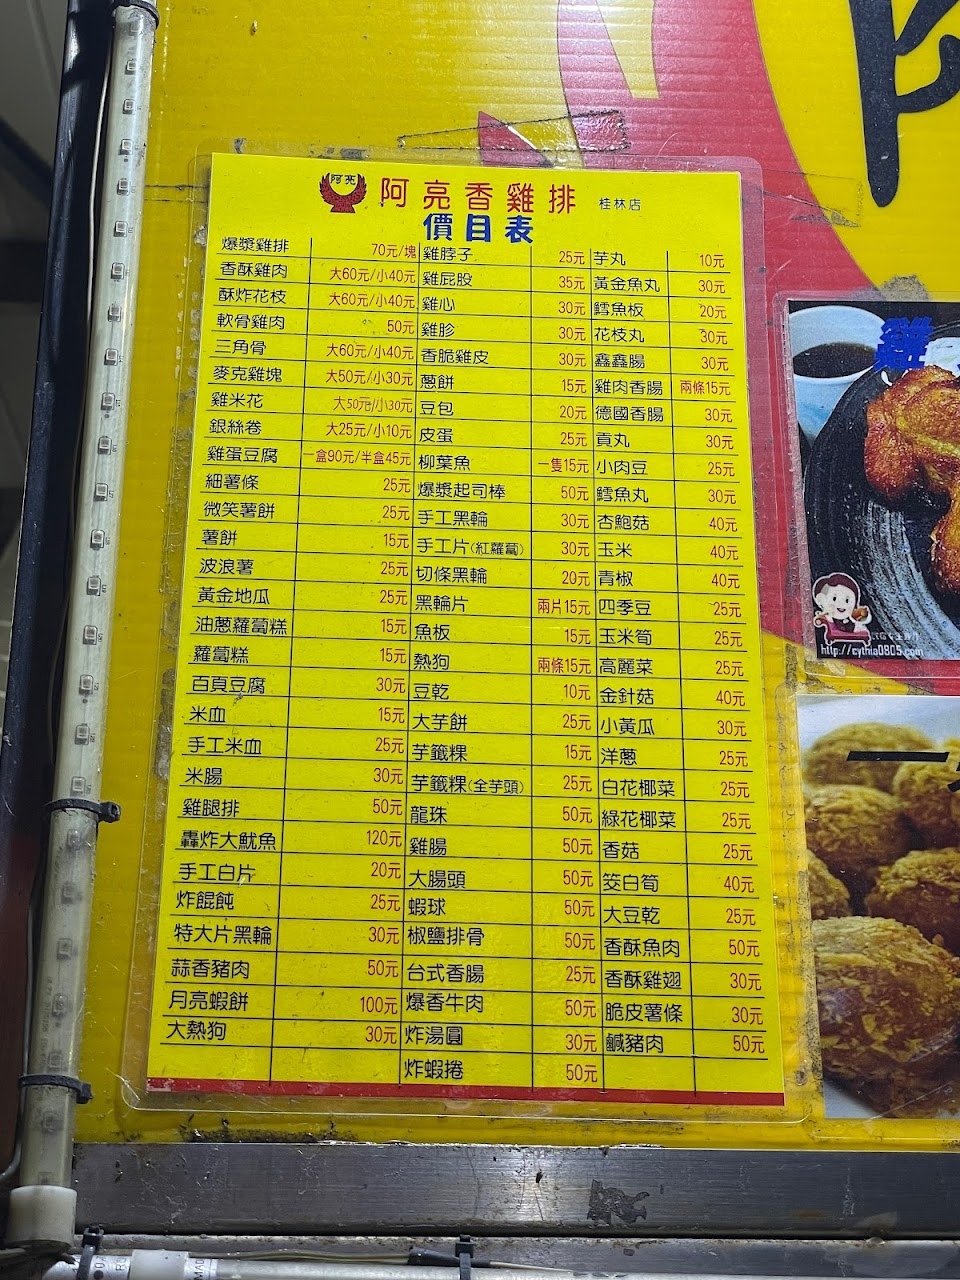 阿亮
阿亮香雞排 桂林店
價目表
爆漿雞排 70元/塊 雞脖子 25元 芋丸 10元
香酥雞肉 大60元/小40元 雞屁股 35元 黃金魚丸 30元
酥炸花枝 大60元/小40元 雞心 30元 鱈魚板 20元
軟骨雞肉 50元 雞胗 30元 花枝丸 30元
三角骨 大60元/小40元 香脆雞皮 30元 鑫鑫腸 30元
麥克雞塊 大50元/小30元 蔥餅 15元 雞肉香腸 兩條15元
雞米花 大50元/小30元 豆包 20元 德國香腸 30元
銀絲卷 大25元/小10元 皮蛋 25元 貢丸 30元
雞蛋豆腐 一盒90元/半盒45元 柳葉魚 一隻15元 小肉豆 25元
細薯條 25元 爆漿起司棒 50元 鱈魚丸 30元
微笑薯餅 25元 手工黑輪 30元 杏鮑菇 40元
薯餅 15元 手工片(紅蘿蔔) 30元 玉米 40元
波浪薯 25元 切條黑輪 20元 青椒 40元
黃金地瓜 25元 黑輪片 兩片15元 四季豆 25元
油蔥蘿蔔糕 15元 魚板 15元 玉米筍 25元
蘿蔔糕 15元 熱狗 兩條15元 高麗菜 25元
百頁豆腐 30元 豆乾 10元 金針菇 40元
米血 15元 大芋餅 25元 小黃瓜 30元
手工米血 25元 芋籤粿 15元 洋蔥 25元
米腸 30元 芋籤粿(全芋頭) 25元 白花椰菜 25元
雞腿排 50元 龍珠 50元 綠花椰菜 25元
轟炸大魷魚 120元 雞腸 50元 香菇 25元
手工白片 20元 大腸頭 50元 筊白筍 40元
炸餛飩 25元 蝦球 50元 大豆乾 25元
特大片黑輪 30元 椒鹽排骨 50元 香酥魚肉 50元
蒜香豬肉 50元 台式香腸 25元 香酥雞翅 30元
月亮蝦餅 100元 爆香牛肉 50元 脆皮薯條 30元
大熱狗 30元 炸湯圓 30元 鹹豬肉 50元
炸蝦捲 50元
雞
http://cythia0805.com